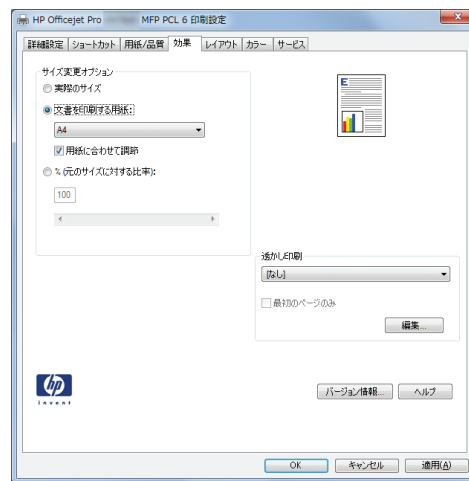 HP Officejet Pro MFP PCL 6 印刷設定
詳細設定 ショートカット 用紙/品質 効果 レイアウト カラー サービス
サイズ変更オプション
実際のサイズ
文書を印刷する用紙:
A4
用紙に合わせて調節
% (元のサイズに対する比率):
100
E
透かし印刷
[なし]
最初のページのみ
編集...
hp
invent
バージョン情報... ヘルプ
OK キャンセル 適用(A)